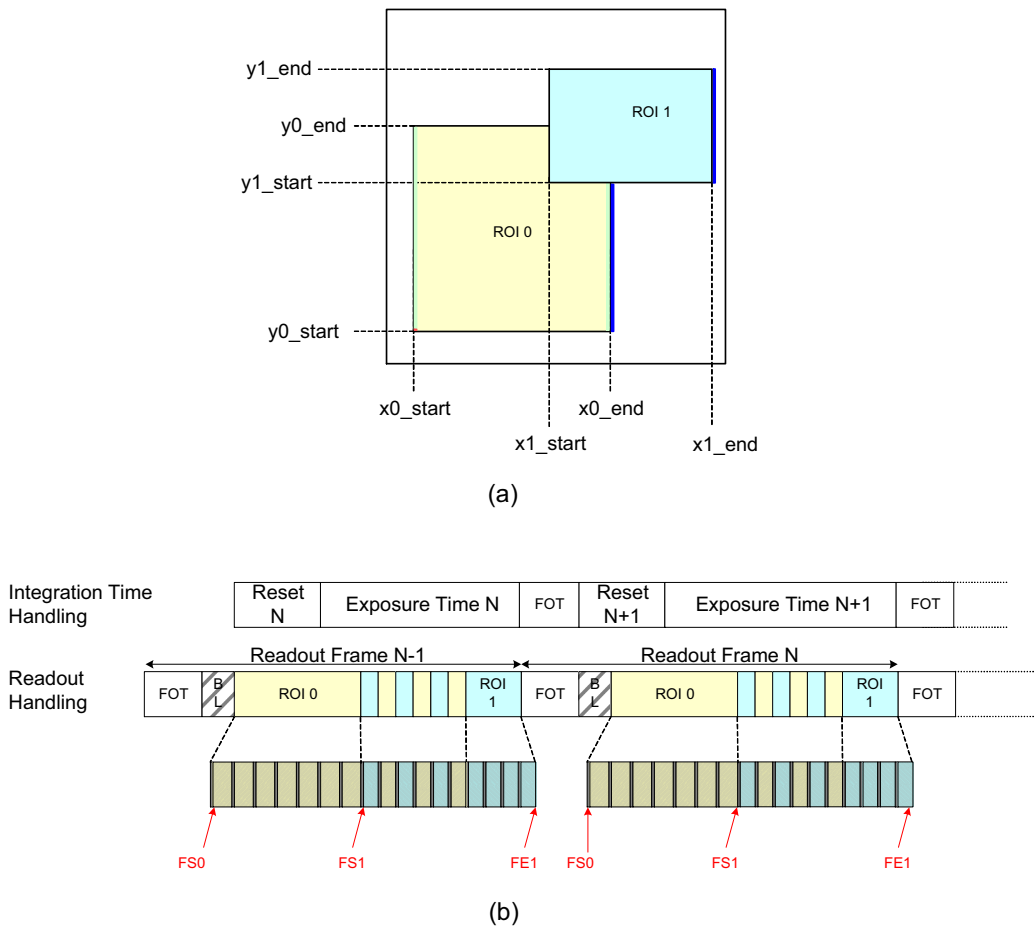 y1_end
ROI 1
y0_end
y1_start
ROI 0
y0_start
x0_start
x0_end
x1_start
x1_end
(a)
Integration Time
Handling
Reset
N
Exposure Time N
FOT
Reset
N+1
Exposure Time N+1
FOT
Readout Frame N-1
Readout Frame N
Readout
Handling
FOT
B
L
ROI 0
ROI
1
FOT
B
L
ROI 0
ROI
1
FOT
FS0
FS1
FE1
FS0
FS1
FE1
(b)